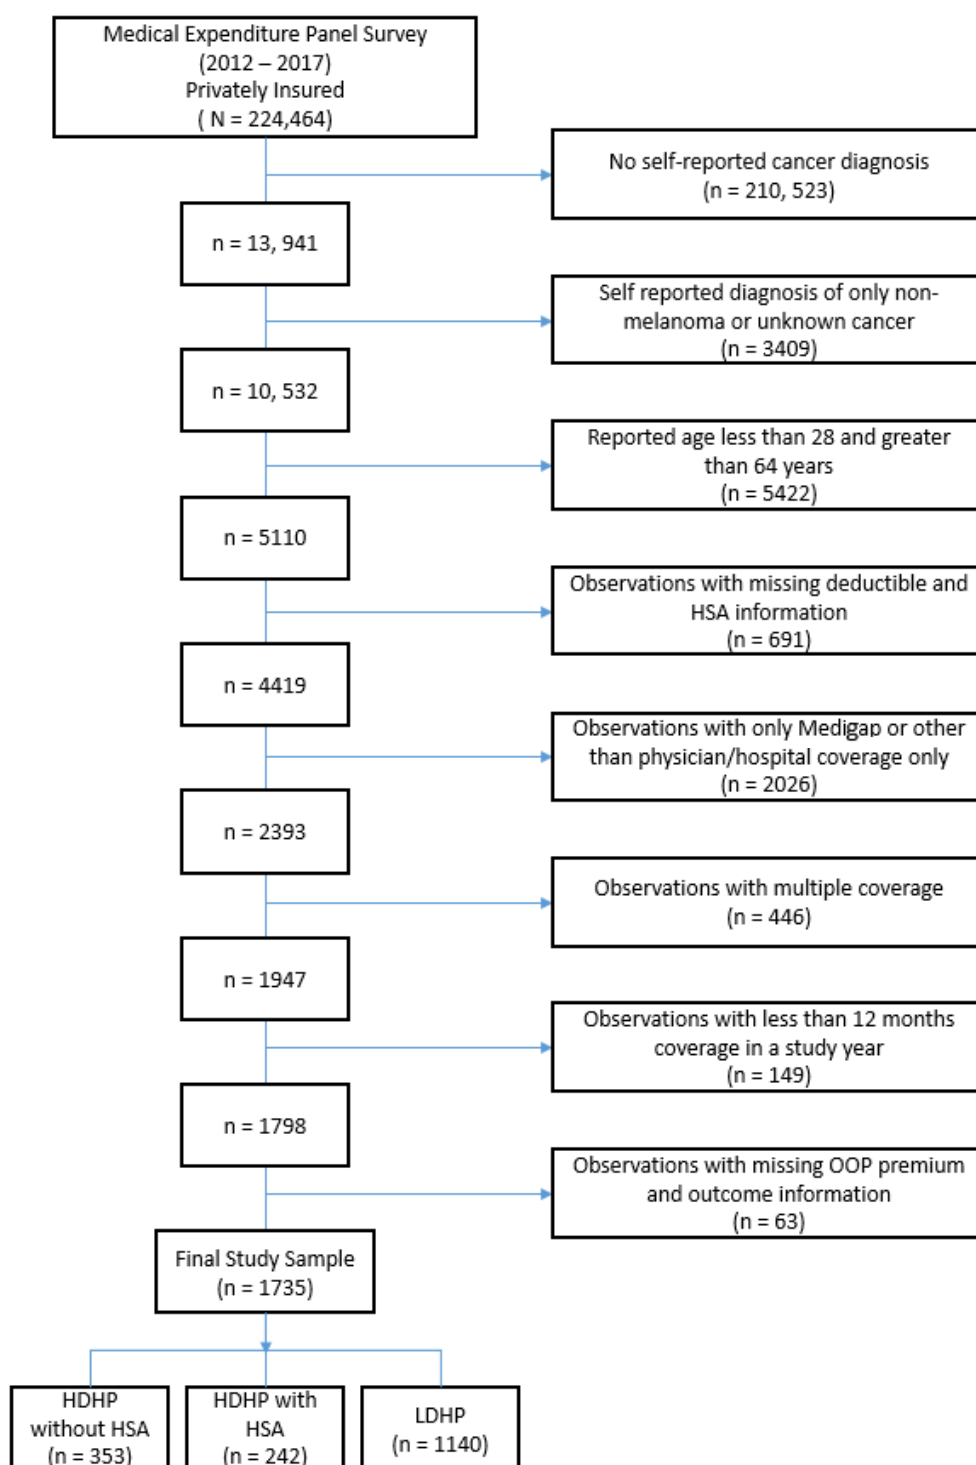 Medical Expenditure Panel Survey
(2012 – 2017)
Privately Insured
( N = 224,464)
No self-reported cancer diagnosis
(n = 210, 523)
n = 13, 941
Self reported diagnosis of only non-
melanoma or unknown cancer
(n = 3409)
n = 10, 532
Reported age less than 28 and greater
than 64 years
(n = 5422)
n = 5110
Observations with missing deductible and
HSA information
(n = 691)
n = 4419
Observations with only Medigap or other
than physician/hospital coverage only
(n = 2026)
n = 2393
Observations with multiple coverage
(n = 446)
n = 1947
Observations with less than 12 months
coverage in a study year
(n = 149)
n = 1798
Observations with missing OOP premium
and outcome information
(n = 63)
Final Study Sample
(n = 1735)
HDHP
without HSA
(n = 353)
HDHP with
HSA
(n = 242)
LDHP
(n = 1140)